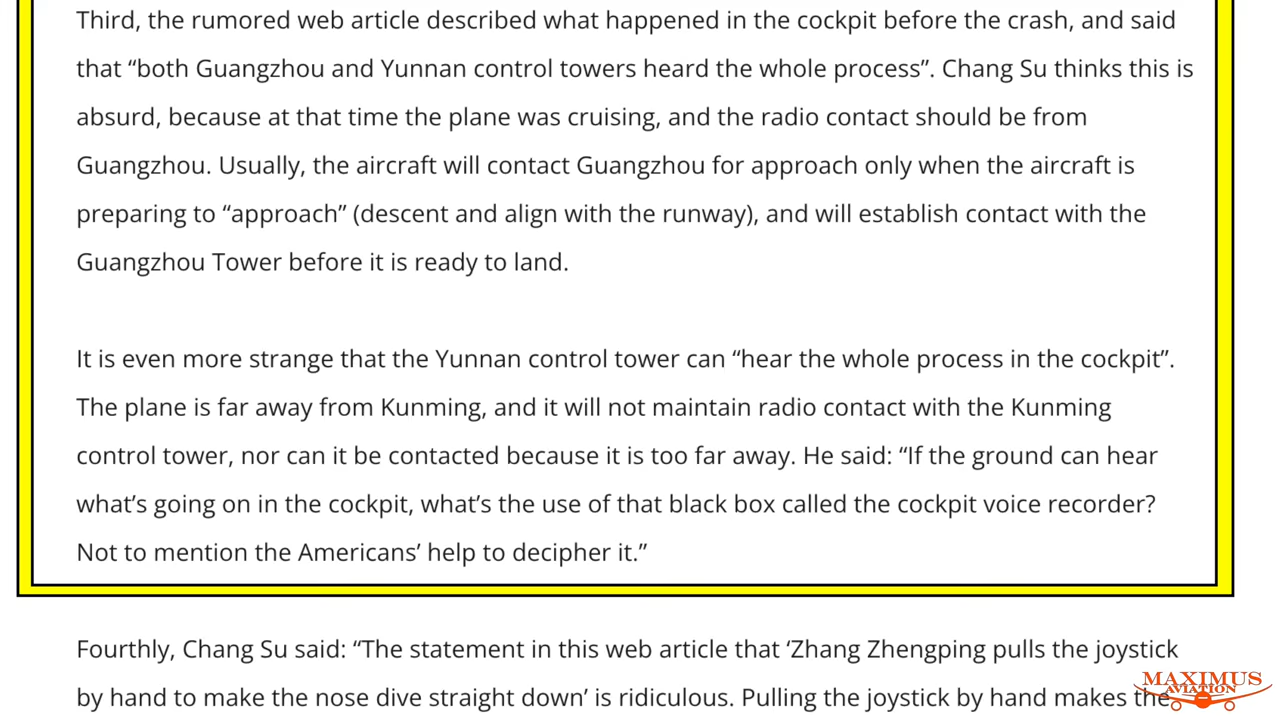 Third, the rumored web article described what happened in the cockpit before the crash, and said
that “both Guangzhou and Yunnan control towers heard the whole process”. Chang Su thinks this is
absurd, because at that time the plane was cruising, and the radio contact should be from
Guangzhou. Usually, the aircraft will contact Guangzhou for approach only when the aircraft is
preparing to “approach” (descent and align with the runway), and will establish contact with the
Guangzhou Tower before it is ready to land.
It is even more strange that the Yunnan control tower can “hear the whole process in the cockpit”.
The plane is far away from Kunming, and it will not maintain radio contact with the Kunming
control tower, nor can it be contacted because it is too far away. He said: “If the ground can hear
what’s going on in the cockpit, what’s the use of that black box called the cockpit voice recorder?
Not to mention the Americans’ help to decipher it.”
Fourthly, Chang Su said: “The statement in this web article that ‘Zhang Zhengping pulls the joystick
by hand to make the nose dive straight down’ is ridiculous. Pulling the joystick by hand makes the
MAXIMUS
AVIATION